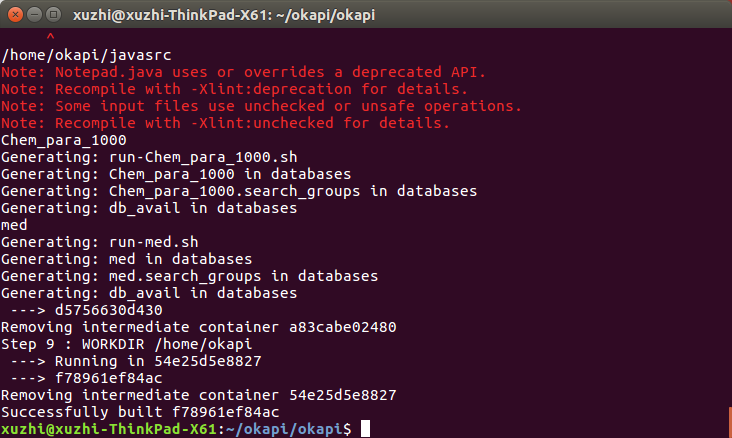 xuzhi@xuzhi-ThinkPad-X61: ~/okapi/okapi
^
/home/okapi/javasrc
Note: Notepad.java uses or overrides a deprecated API.
Note: Recompile with -Xlint:deprecation for details.
Note: Some input files use unchecked or unsafe operations.
Note: Recompile with -Xlint:unchecked for details.
Chem_para_1000
Generating: run-Chem_para_1000.sh
Generating: Chem_para_1000 in databases
Generating: Chem_para_1000.search_groups in databases
Generating: db_avail in databases
med
Generating: run-med.sh
Generating: med in databases
Generating: med.search_groups in databases
Generating: db_avail in databases
---> d5756630d430
Removing intermediate container a83cabe02480
Step 9 : WORKDIR /home/okapi
---> Running in 54e25d5e8827
---> f78961ef84ac
Removing intermediate container 54e25d5e8827
Successfully built f78961ef84ac
xuzhi@xuzhi-ThinkPad-X61:~/okapi/okapi$